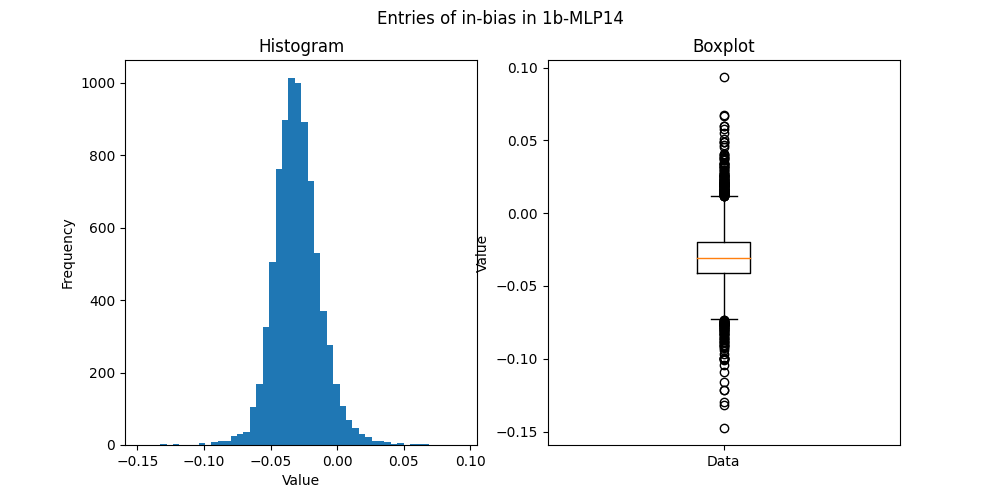 Entries of in-bias in 1b-MLP14
Histogram
Frequency
1000
800
600
400
200
0
−0.15 −0.10 −0.05 0.00 0.05 0.10
Value
Boxplot
Value
0.10
0.05
0.00
−0.05
−0.10
−0.15
Data